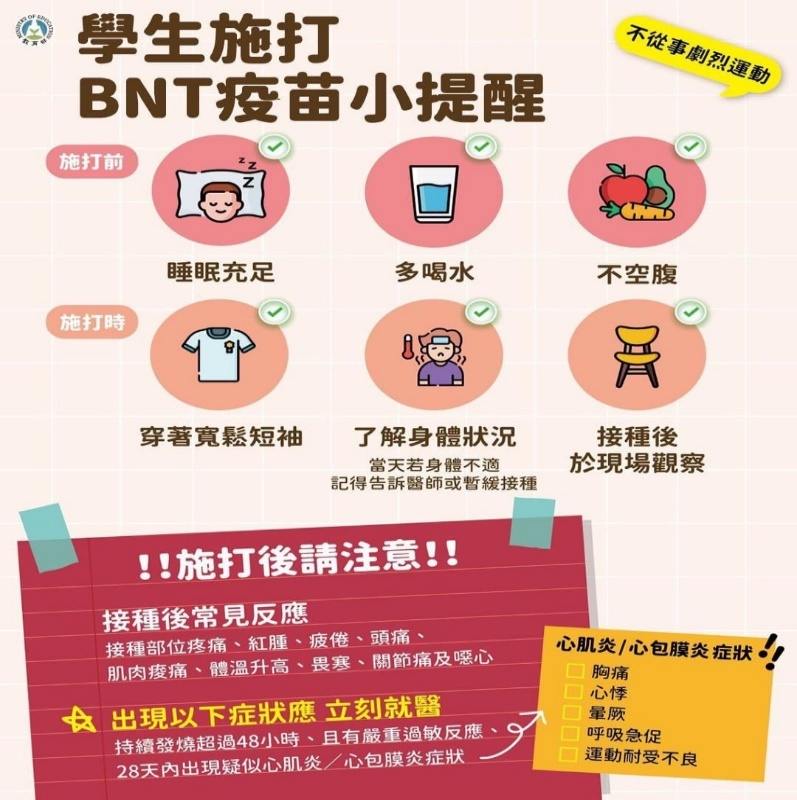 MINISTRY OF EDUCATION
教育部
學生施打
BNT疫苗小提醒
不從事劇烈運動
施打前
睡眠充足
多喝水
不空腹
施打時
穿著寬鬆短袖
了解身體狀況
當天若身體不適
記得告訴醫師或暫緩接種
接種後
於現場觀察
!!施打後請注意!!
接種後常見反應
接種部位疼痛、紅腫、疲倦、頭痛、
肌肉痠痛、體溫升高、畏寒、關節痛及噁心
出現以下症狀應 立刻就醫
持續發燒超過48小時、且有嚴重過敏反應、
28天內出現疑似心肌炎／心包膜炎症狀
心肌炎/心包膜炎症狀!!
胸痛
心悸
暈厥
呼吸急促
運動耐受不良